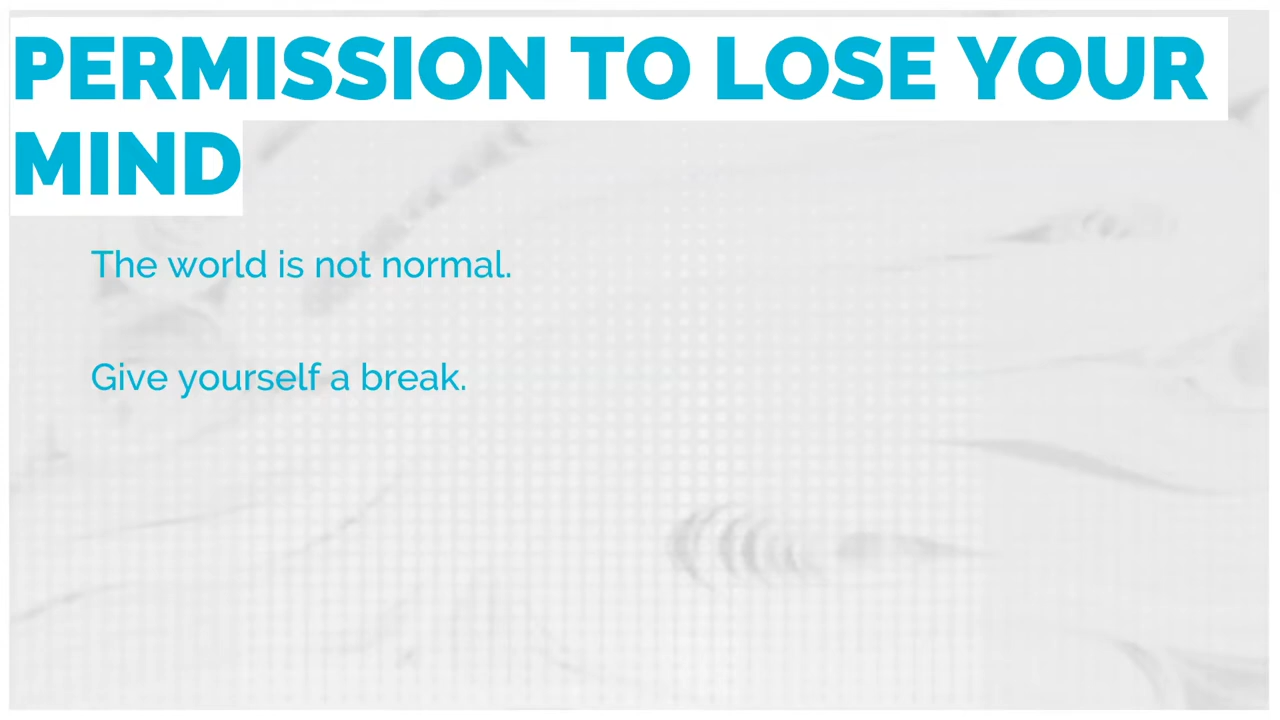 PERMISSION TO LOSE YOUR
MIND
The world is not normal.
Give yourself a break.